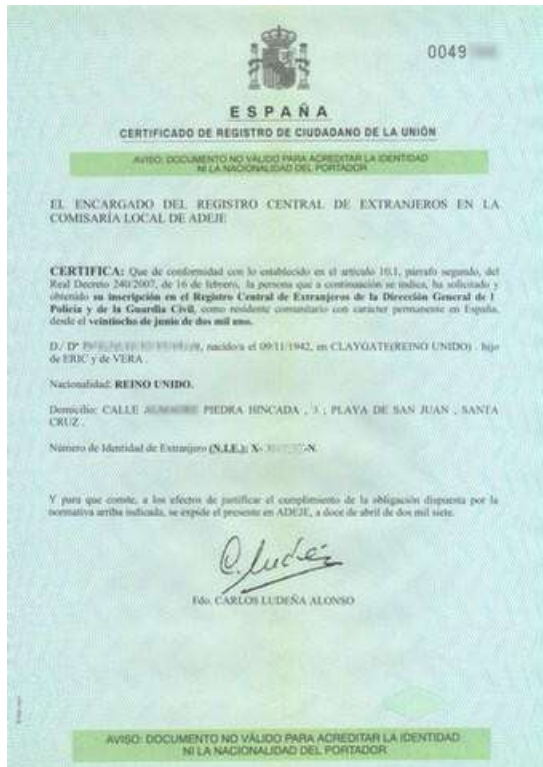 0049
ESPAÑA
CERTIFICADO DE REGISTRO DE CIUDADANO DE LA UNIÓN
AVISO: DOCUMENTO NO VÁLIDO PARA ACREDITAR LA IDENTIDAD
NI LA NACIONALIDAD DEL PORTADOR
EL ENCARGADO DEL REGISTRO CENTRAL DE EXTRANJEROS EN LA
COMISARÍA LOCAL DE ADEJE
CERTIFICA: Que de conformidad con lo establecido en el artículo 10.1, párrafo segundo, del
Real Decreto 240/2007, de 16 de febrero, la persona que a continuación se indica, ha solicitado y
obtenido su inscripción en el Registro Central de Extranjeros de la Dirección General de l
Policía y de la Guardia Civil, como residente comunitario con carácter permanente en España,
desde el veintiocho de junio de dos mil uno.
D./ Dª , nacido/a el 09/11/1942, en CLAYGATE(REINO UNIDO) . hijo
de ERIC y de VERA .
Nacionalidad: REINO UNIDO.
Domicilio: CALLE PIEDRA HINCADA , 3 , PLAYA DE SAN JUAN , SANTA
CRUZ .
Número de Identidad de Extranjero (N.I.E.): X- -N.
Y para que conste, a los efectos de justificar el cumplimiento de la obligación dispuesta por la
normativa arriba indicada, se expide el presente en ADEJE, a doce de abril de dos mil siete.
C. Ludeñ
Fdo. CARLOS LUDEÑA ALONSO
AVISO: DOCUMENTO NO VÁLIDO PARA ACREDITAR LA IDENTIDAD
NI LA NACIONALIDAD DEL PORTADOR